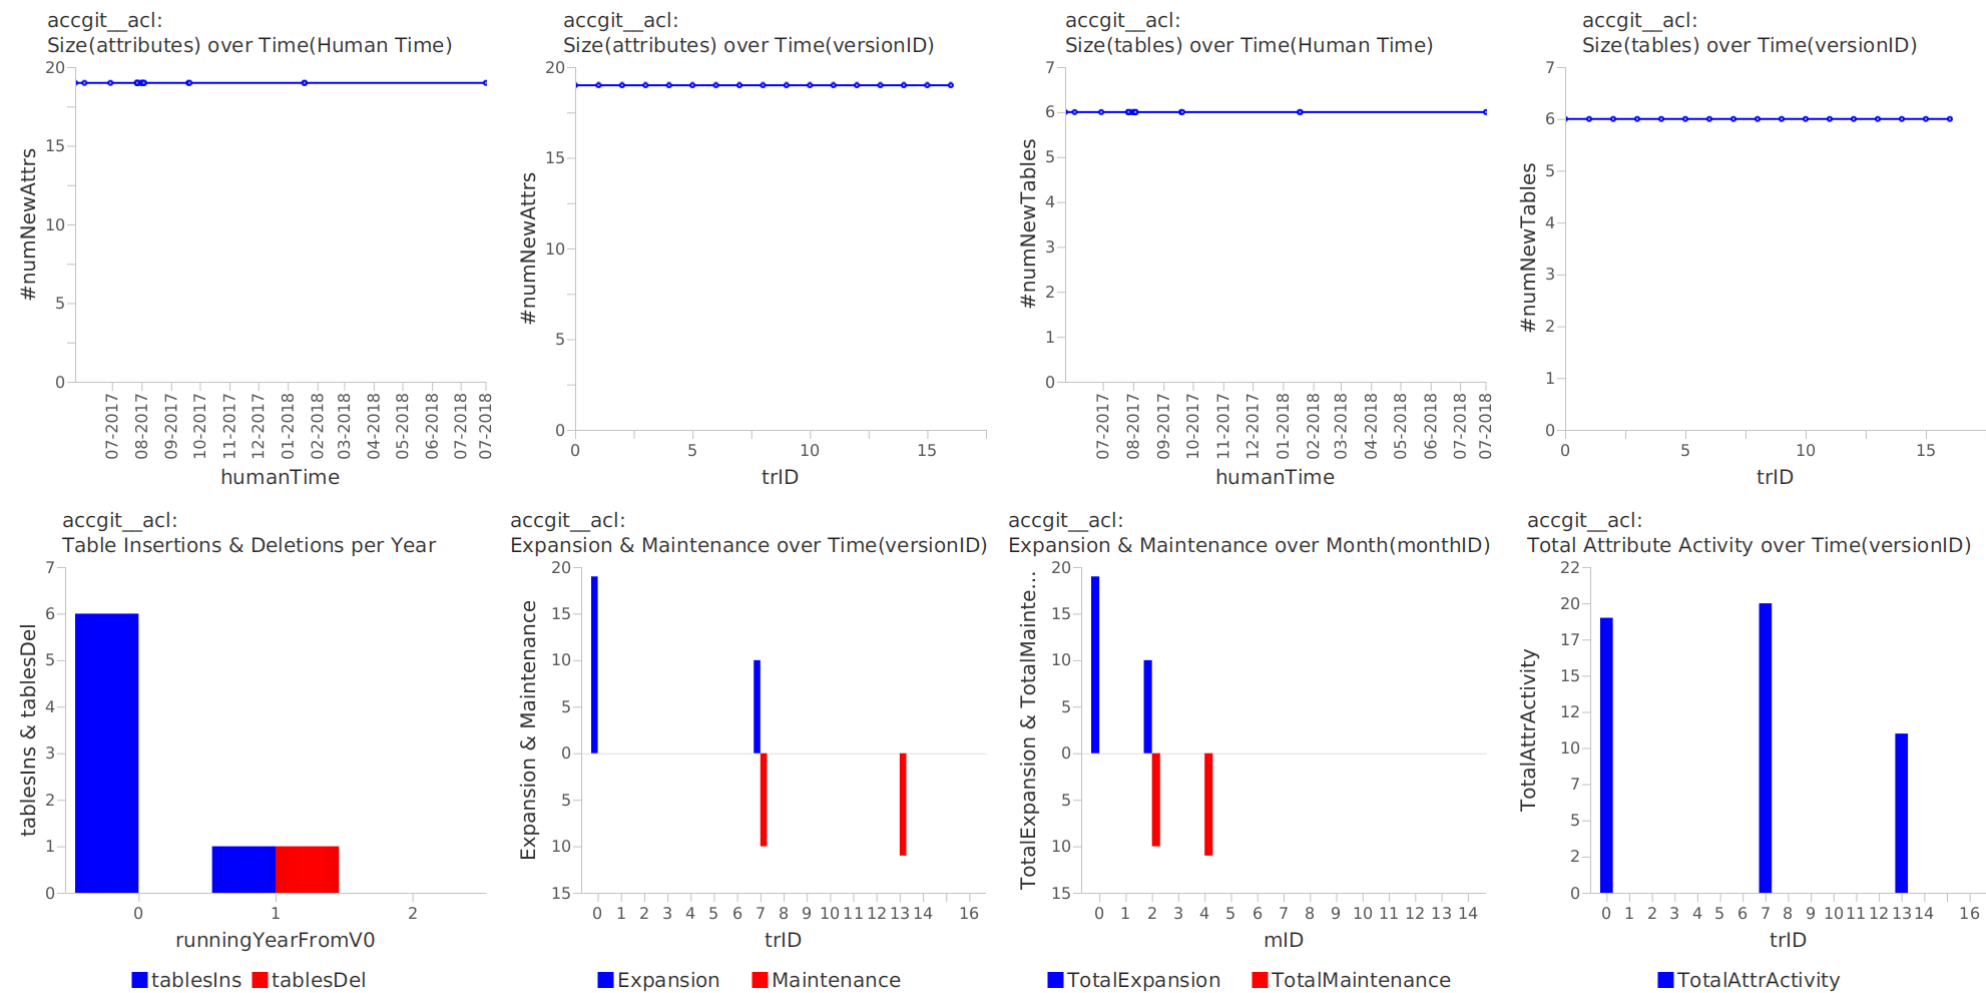 accgit__acl:
Size(attributes) over Time(Human Time)
20
15
10
5
0
#numNewAttrs
07-2017
08-2017
09-2017
10-2017
11-2017
12-2017
01-2018
02-2018
03-2018
05-2018
06-2018
07-2018
07-2018
humanTime
accgit__acl:
Size(attributes) over Time(versionID)
20
15
10
5
0
#numNewAttrs
0 5 10 15
trID
accgit__acl:
Size(tables) over Time(Human Time)
7
6
5
4
3
2
1
0
#numNewTables
07-2017
08-2017
09-2017
10-2017
11-2017
12-2017
01-2018
02-2018
03-2018
05-2018
06-2018
07-2018
07-2018
humanTime
accgit__acl:
Size(tables) over Time(versionID)
7
6
5
4
3
2
1
0
#numNewTables
0 5 10 15
trID
accgit__acl:
Table Insertions & Deletions per Year
7
6
5
4
3
2
1
0
tablesIns & tablesDel
0 1 2
runningYearFromV0
tablesIns tablesDel
accgit__acl:
Expansion & Maintenance over Time(versionID)
20
15
10
5
0
5
10
15
Expansion & Maintenance
0 1 2 3 4 5 6 7 8 9 10 11 12 13 14 16
trID
Expansion Maintenance
accgit__acl:
Expansion & Maintenance over Month(monthID)
20
15
10
5
0
5
10
15
TotalExpansion & TotalMainte...
0 1 2 3 4 5 6 7 8 9 10 11 12 13 14
mID
TotalExpansion TotalMaintenance
accgit__acl:
Total Attribute Activity over Time(versionID)
22
20
17
15
12
10
7
5
2
0
TotalAttrActivity
0 1 2 3 4 5 6 7 8 9 10 11 12 13 14 16
trID
TotalAttrActivity